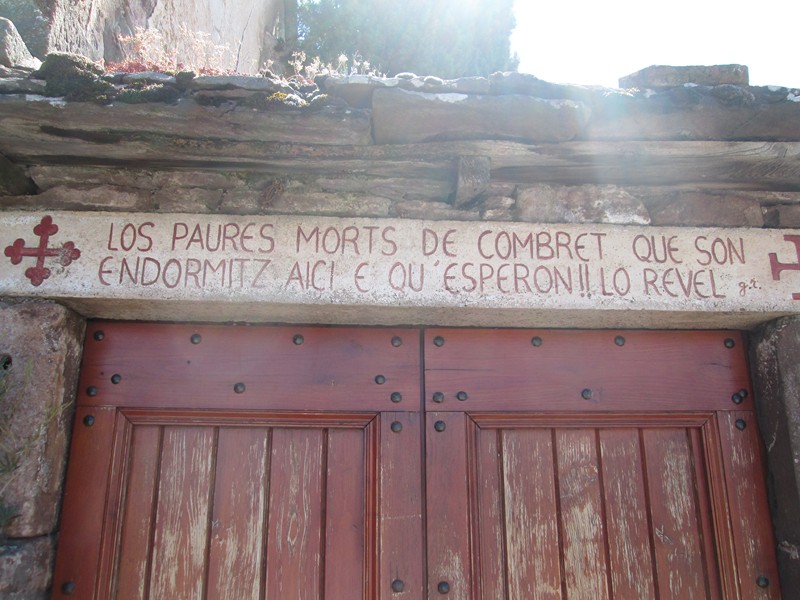 LOS PAURES MORTS DE COMBRET QUE SON
ENDORMITZ AICI E QU'ESPERON!! LO REVEL g.z.